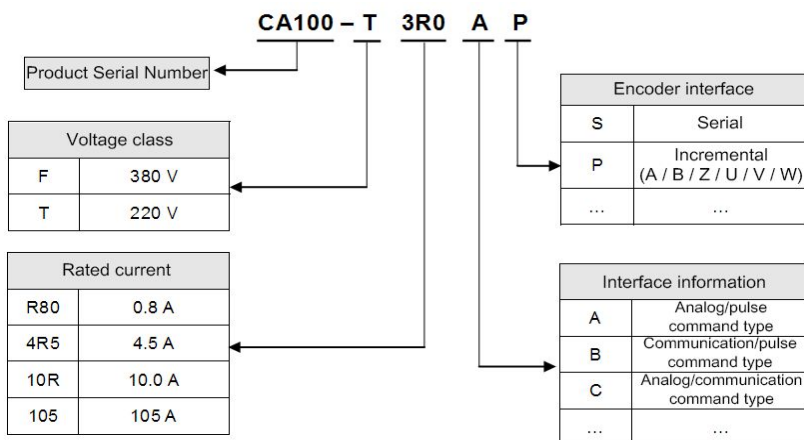 CA100 – T 3R0 A P
Product Serial Number
Voltage class
F 380 V
T 220 V
Rated current
R80 0.8 A
4R5 4.5 A
10R 10.0 A
105 105 A
Encoder interface
S Serial
P Incremental
(A / B / Z / U / V / W)
... ...
Interface information
A Analog/pulse
command type
B Communication/pulse
command type
C Analog/communication
command type
... ...